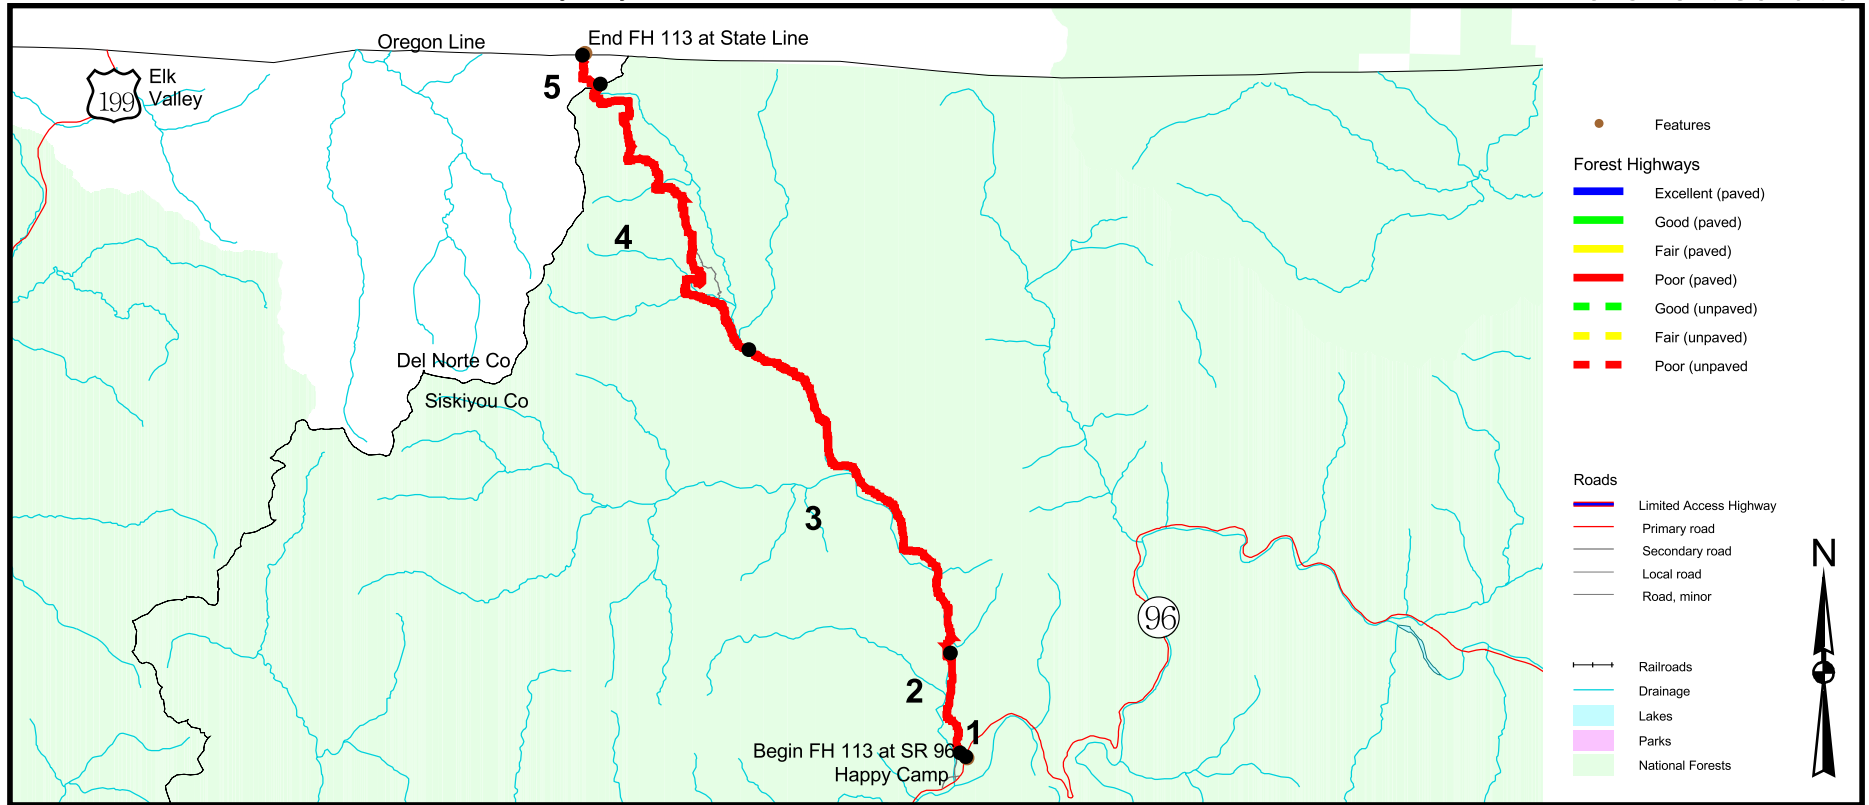 Oregon Line
End FH 113 at State Line
5
199
Elk
Valley
4
Del Norte Co
Siskiyou Co
3
96
2
1
Begin FH 113 at SR 96
Happy Camp
Features
Forest Highways
Excellent (paved)
Good (paved)
Fair (paved)
Poor (paved)
Good (unpaved)
Fair (unpaved)
Poor (unpaved
Roads
Limited Access Highway
Primary road
Secondary road
Local road
Road, minor
N
Railroads
Drainage
Lakes
Parks
National Forests